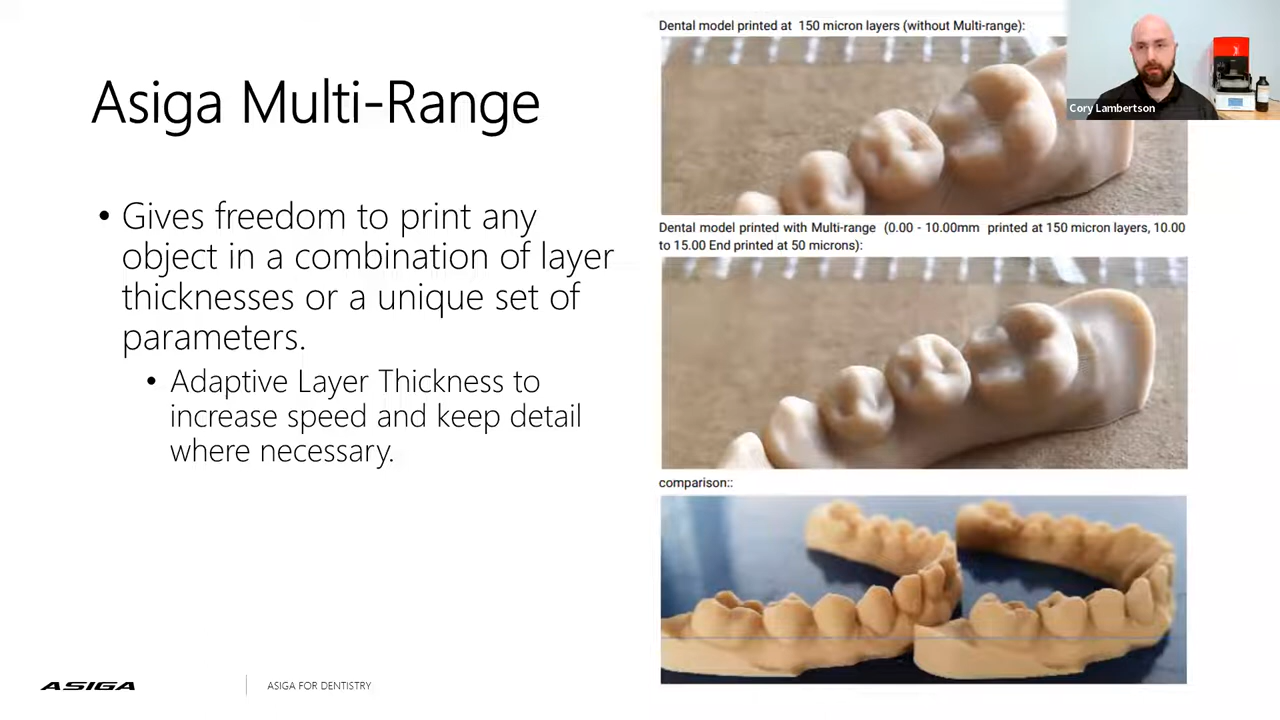 Asiga Multi-Range
• Gives freedom to print any
object in a combination of layer
thicknesses or a unique set of
parameters.
• Adaptive Layer Thickness to
increase speed and keep detail
where necessary.
Dental model printed at 150 micron layers (without Multi-range):
Dental model printed with Multi-range (0.00 - 10.00mm printed at 150 micron layers, 10.00
to 15.00 End printed at 50 microns):
comparison::
Cory Lambertson
ASIGA
ASIGA FOR DENTISTRY